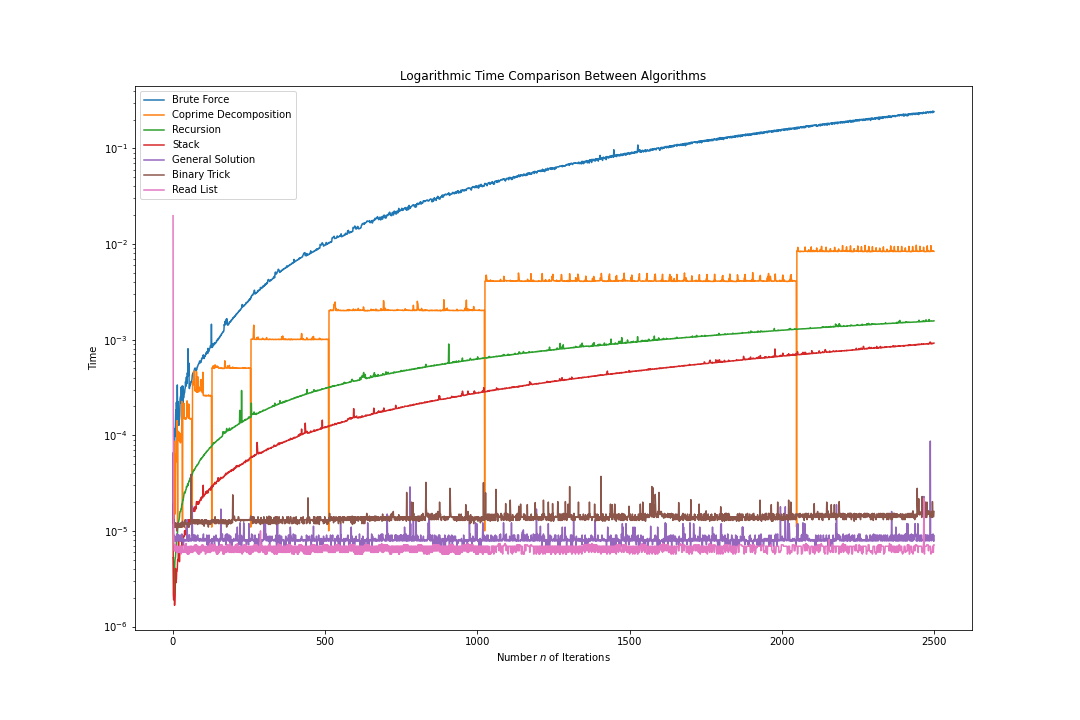 Logarithmic Time Comparison Between Algorithms
Brute Force
Coprime Decomposition
Recursion
Stack
General Solution
Binary Trick
Read List
10⁻¹
10⁻²
10⁻³
10⁻⁴
10⁻⁵
10⁻⁶
Time
0 500 1000 1500 2000 2500
Number n of Iterations